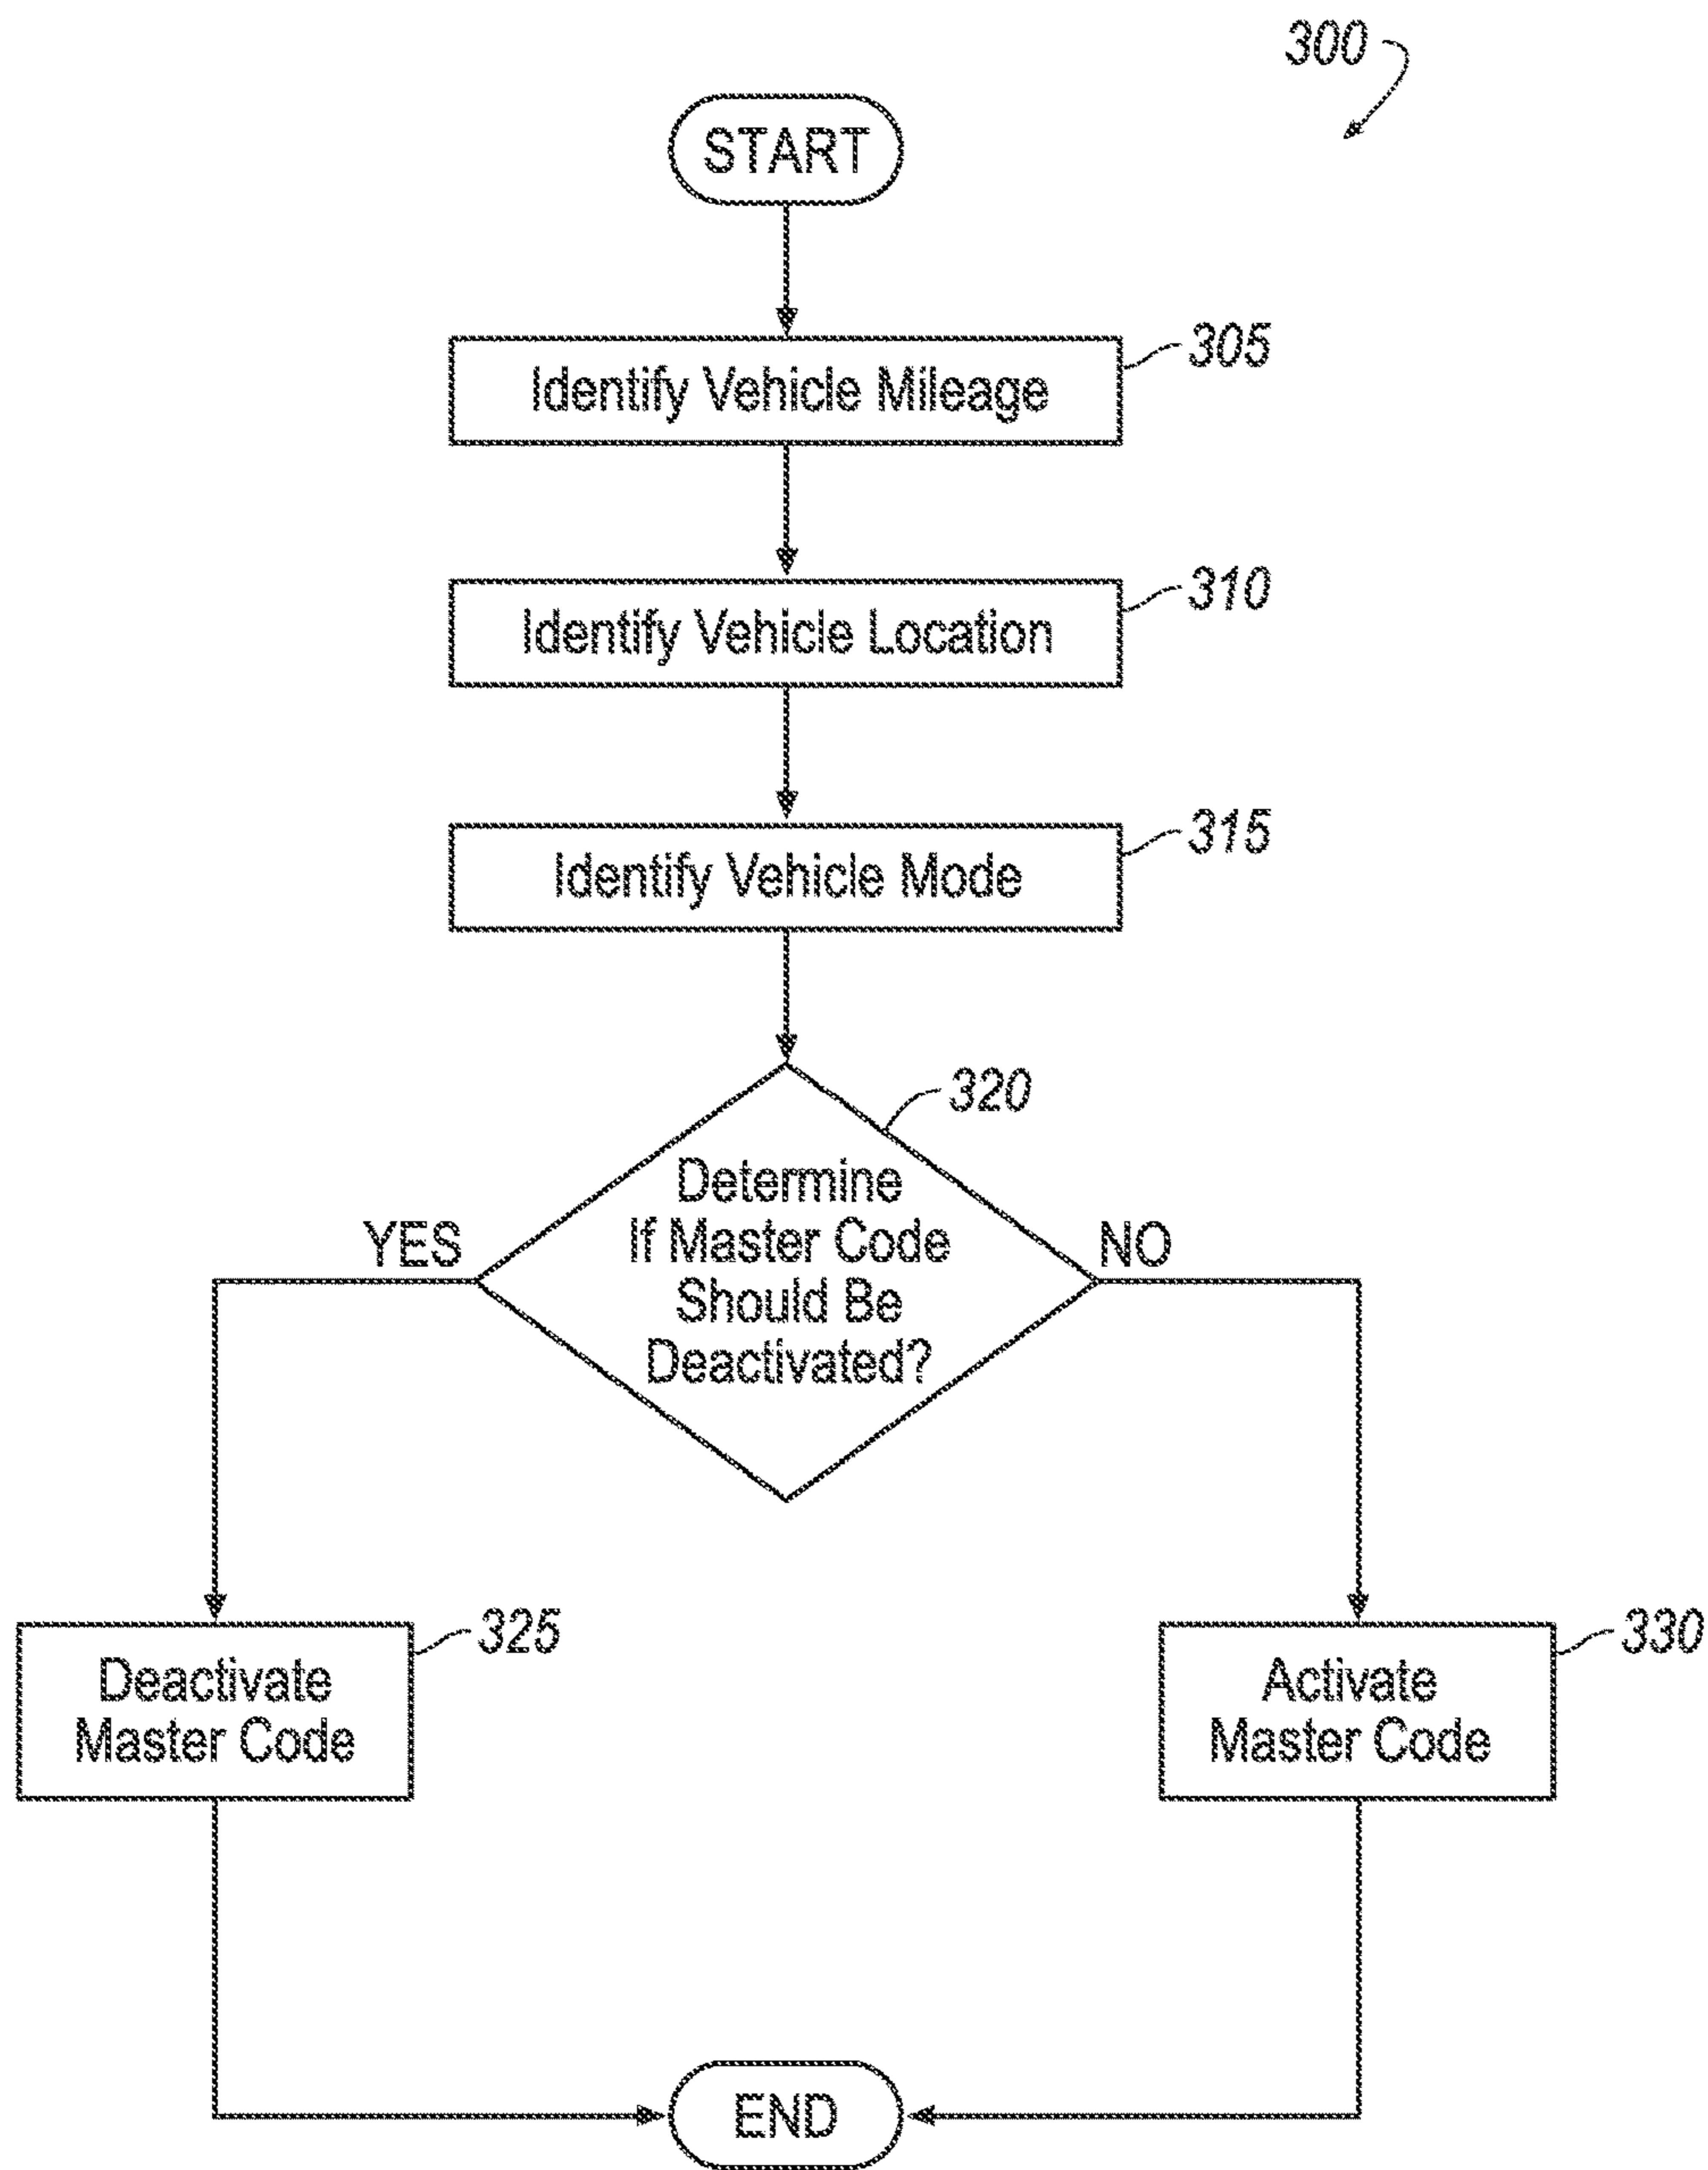 300
START
Identify Vehicle Mileage
305
Identify Vehicle Location
310
Identify Vehicle Mode
315
320
Determine
If Master Code
Should Be
Deactivated?
YES
NO
Deactivate
Master Code
325
Activate
Master Code
330
END